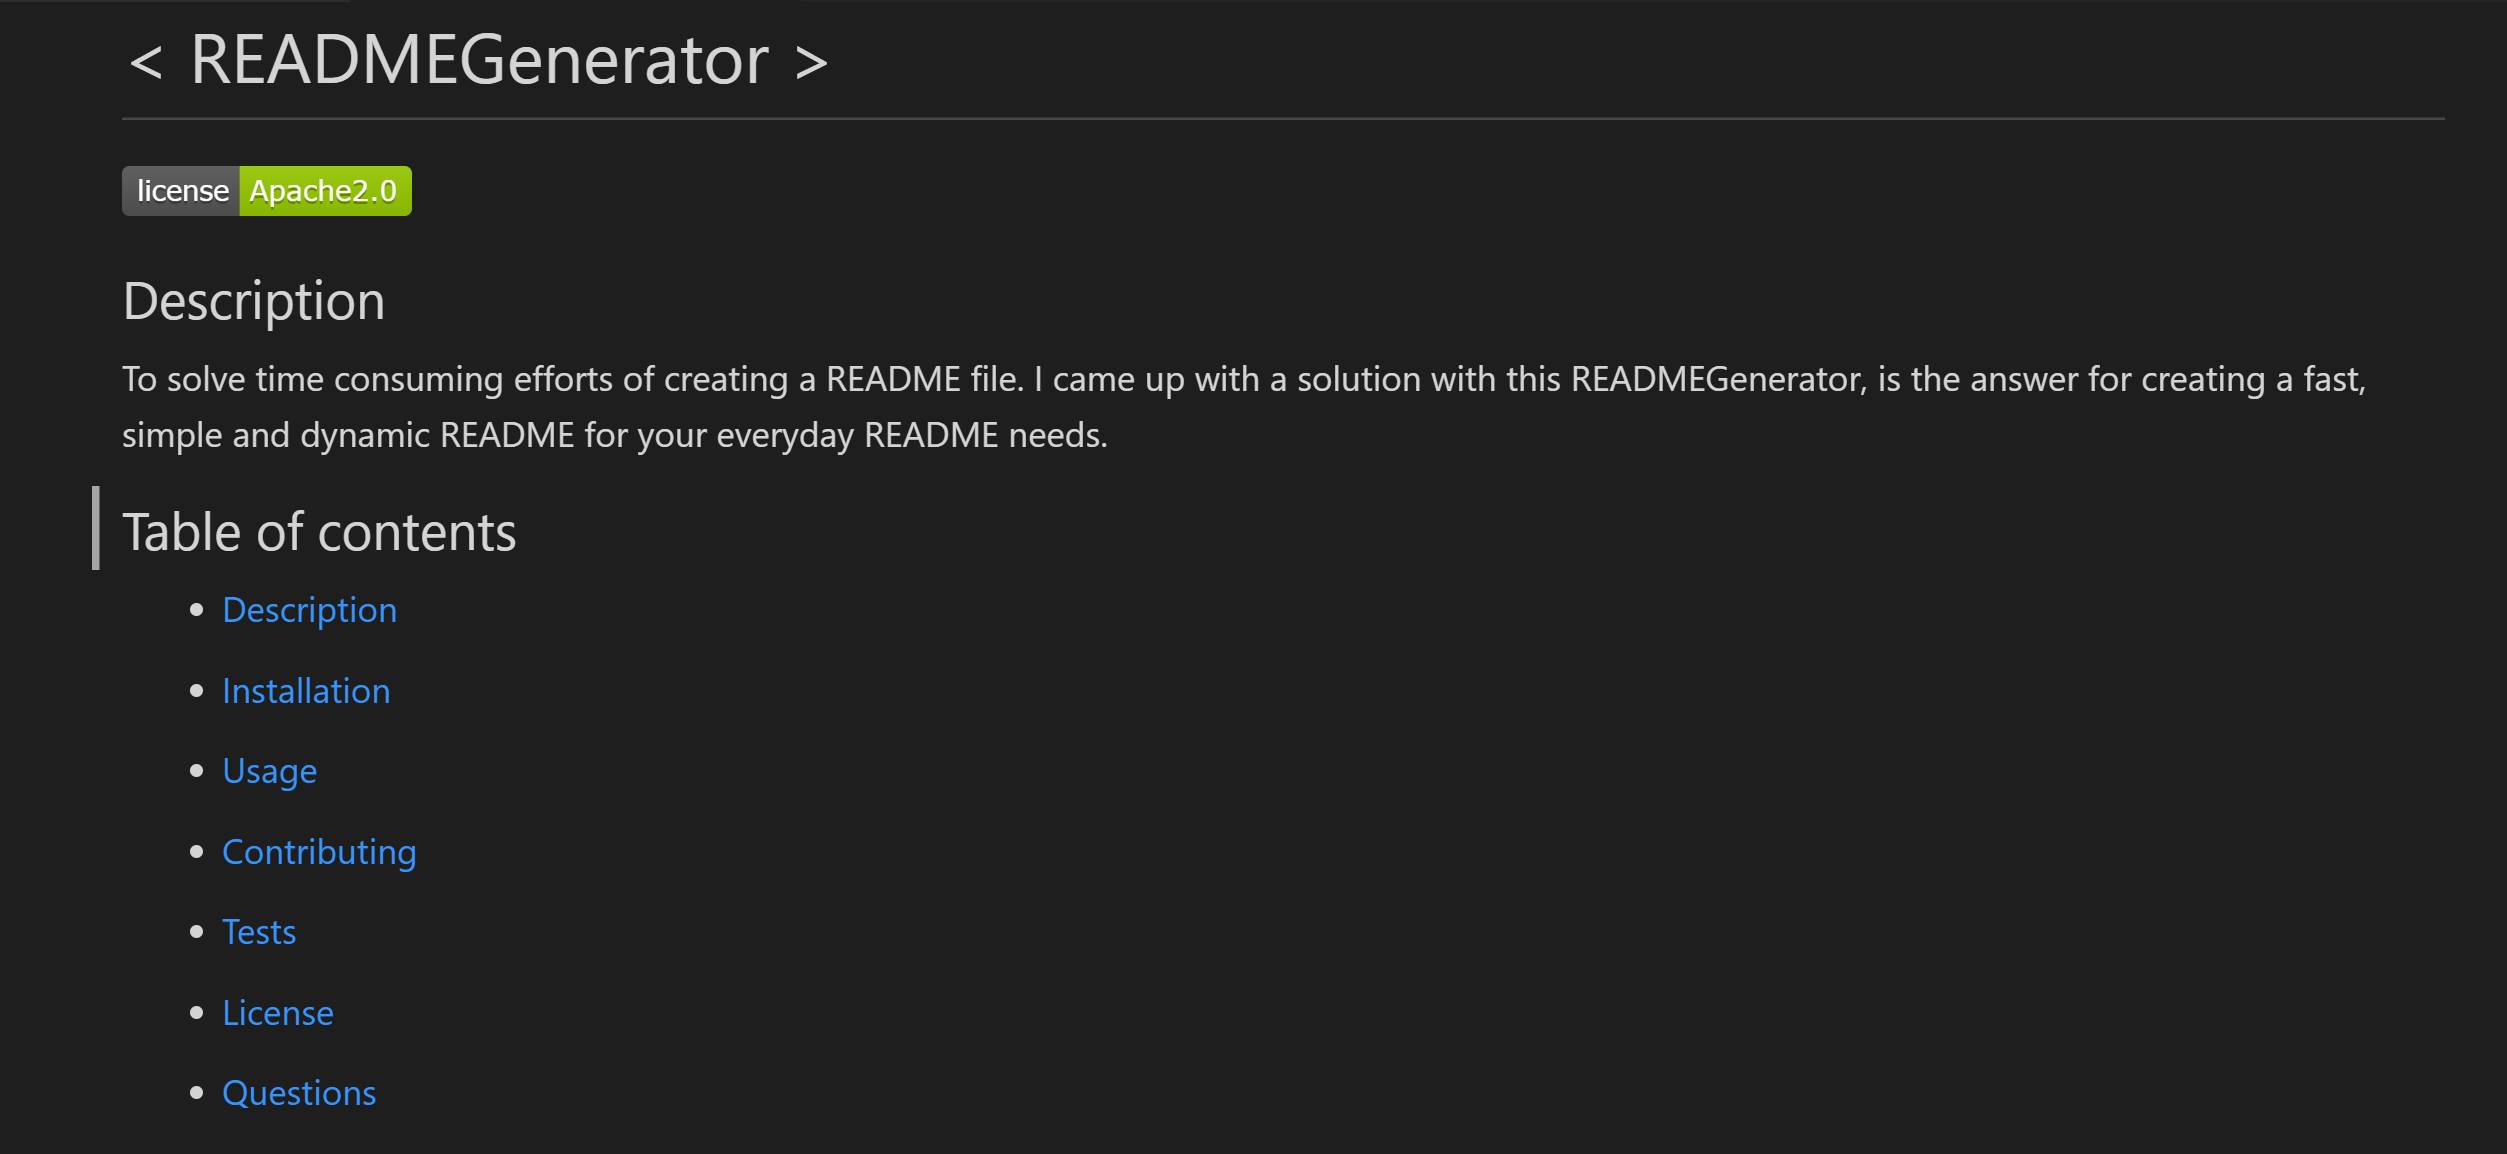 < READMEGenerator >
license Apache2.0
Description
To solve time consuming efforts of creating a README file. I came up with a solution with this READMEGenerator, is the answer for creating a fast,
simple and dynamic README for your everyday README needs.
Table of contents
• Description
• Installation
• Usage
• Contributing
• Tests
• License
• Questions